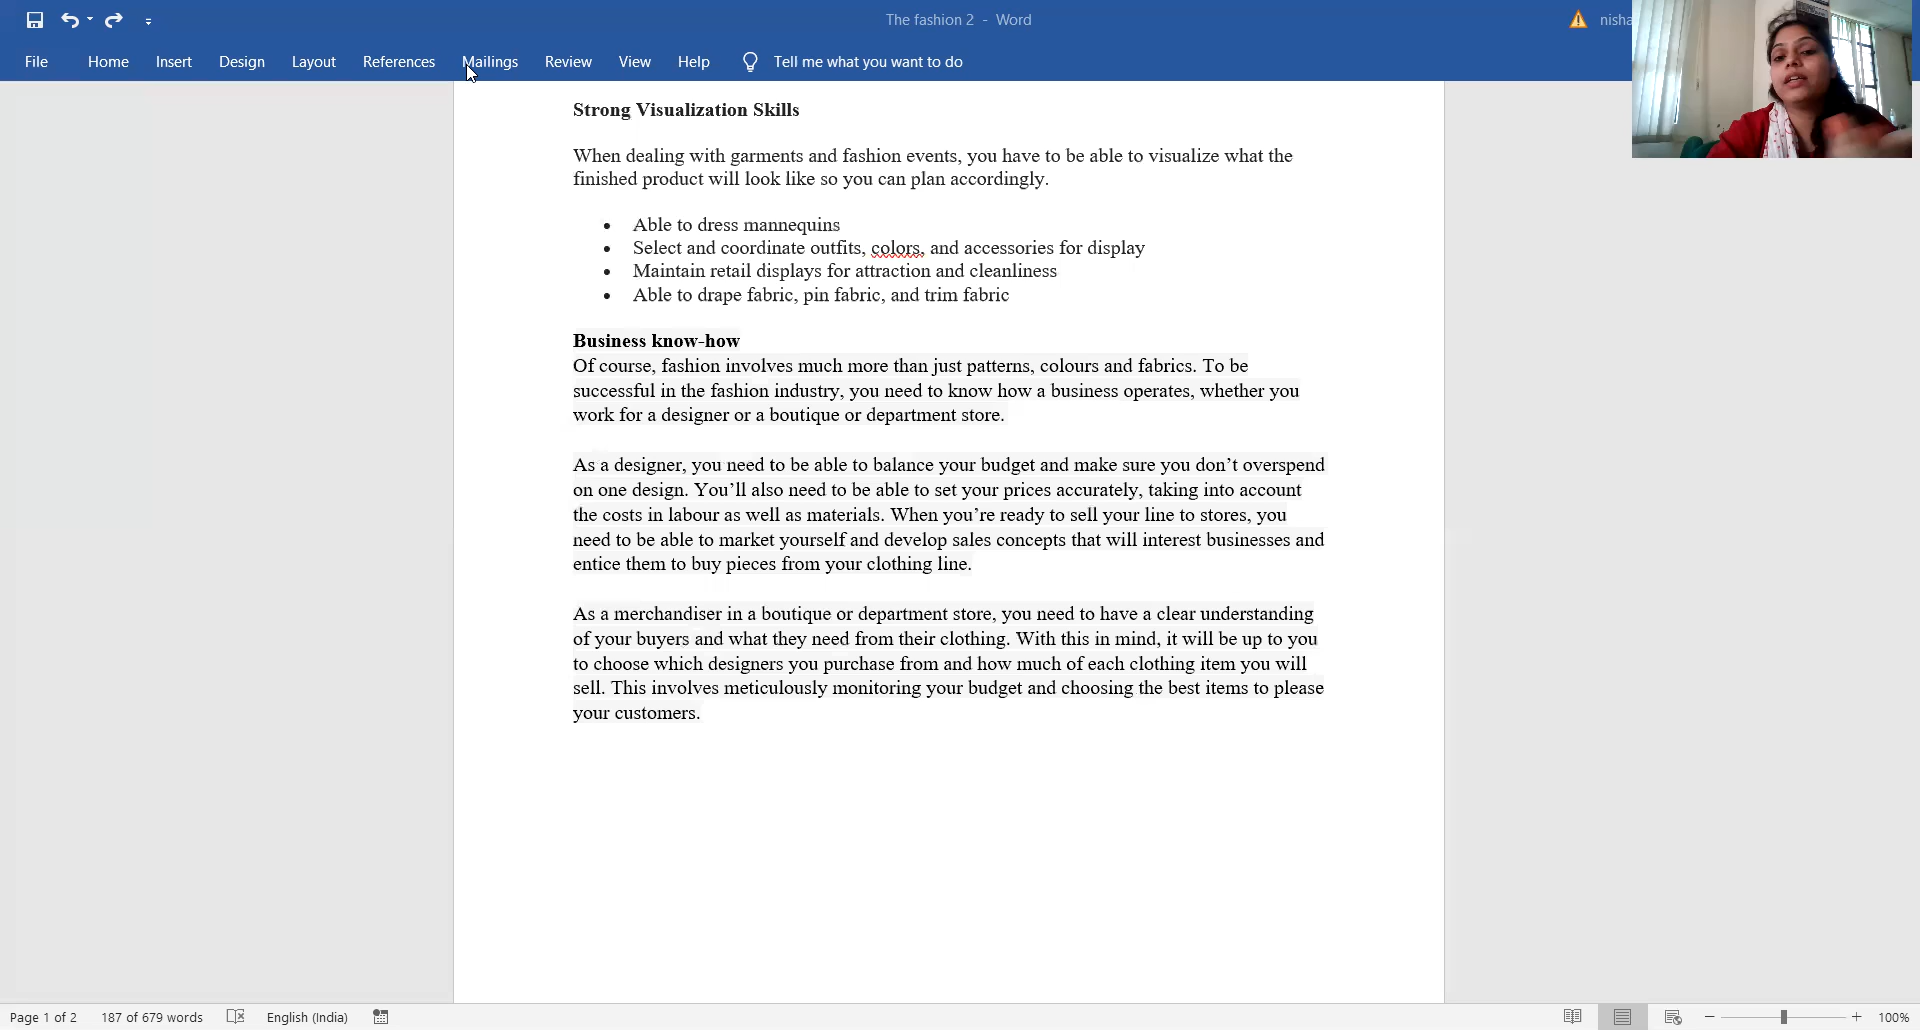 The fashion 2 - Word
File Home Insert Design Layout References Mailings Review View Help Tell me what you want to do
Strong Visualization Skills
When dealing with garments and fashion events, you have to be able to visualize what the
finished product will look like so you can plan accordingly.
• Able to dress mannequins
• Select and coordinate outfits, colors, and accessories for display
• Maintain retail displays for attraction and cleanliness
• Able to drape fabric, pin fabric, and trim fabric
Business know-how
Of course, fashion involves much more than just patterns, colours and fabrics. To be
successful in the fashion industry, you need to know how a business operates, whether you
work for a designer or a boutique or department store.
As a designer, you need to be able to balance your budget and make sure you don’t overspend
on one design. You’ll also need to be able to set your prices accurately, taking into account
the costs in labour as well as materials. When you’re ready to sell your line to stores, you
need to be able to market yourself and develop sales concepts that will interest businesses and
entice them to buy pieces from your clothing line.
As a merchandiser in a boutique or department store, you need to have a clear understanding
of your buyers and what they need from their clothing. With this in mind, it will be up to you
to choose which designers you purchase from and how much of each clothing item you will
sell. This involves meticulously monitoring your budget and choosing the best items to please
your customers.
Page 1 of 2 187 of 679 words English (India) 100%